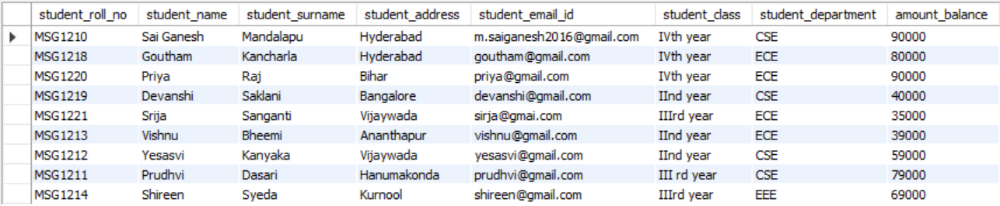 student_roll_no student_name student_surname student_address student_email_id student_class student_department amount_balance
MSG1210 Sai Ganesh Mandalapu Hyderabad m.saiganesh2016@gmail.com IVth year CSE 90000
MSG1218 Goutham Kancharla Hyderabad goutham@gmail.com IVth year ECE 80000
MSG1220 Priya Raj Bihar priya@gmail.com IVth year ECE 90000
MSG1219 Devanshi Saklani Bangalore devanshi@gmail.com IInd year CSE 40000
MSG1221 Srija Sanganti Vijaywada sirja@gmai.com IIIrd year ECE 35000
MSG1213 Vishnu Bheemi Ananthapur vishnu@gmail.com IInd year ECE 39000
MSG1212 Yesasvi Kanyaka Vijaywada yesasvi@gmail.com IInd year CSE 59000
MSG1211 Prudhvi Dasari Hanumakonda prudhvi@gmail.com III rd year CSE 79000
MSG1214 Shireen Syeda Kurnool shireen@gmail.com IIIrd year EEE 69000